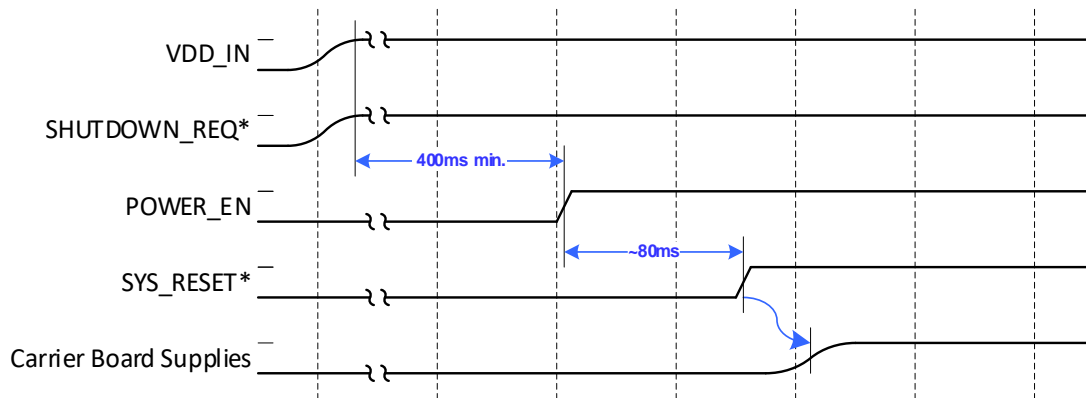 VDD_IN
SHUTDOWN_REQ*
400ms min.
POWER_EN
~80ms
SYS_RESET*
Carrier Board Supplies